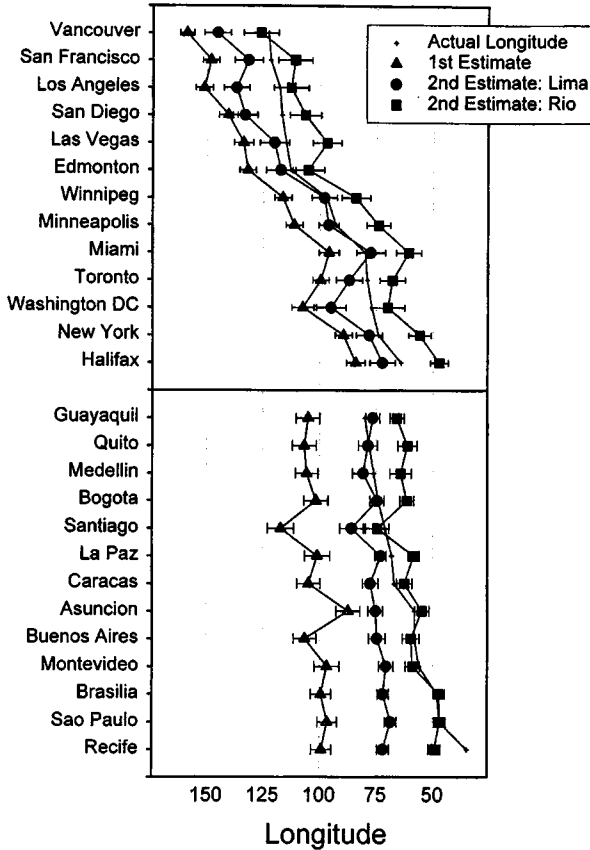 Vancouver
San Francisco
Los Angeles
San Diego
Las Vegas
Edmonton
Winnipeg
Minneapolis
Miami
Toronto
Washington DC
New York
Halifax
Actual Longitude
1st Estimate
2nd Estimate: Lima
2nd Estimate: Rio
Guayaquil
Quito
Medellin
Bogota
Santiago
La Paz
Caracas
Asuncion
Buenos Aires
Montevideo
Brasilia
Sao Paulo
Recife
150 125 100 75 50
Longitude